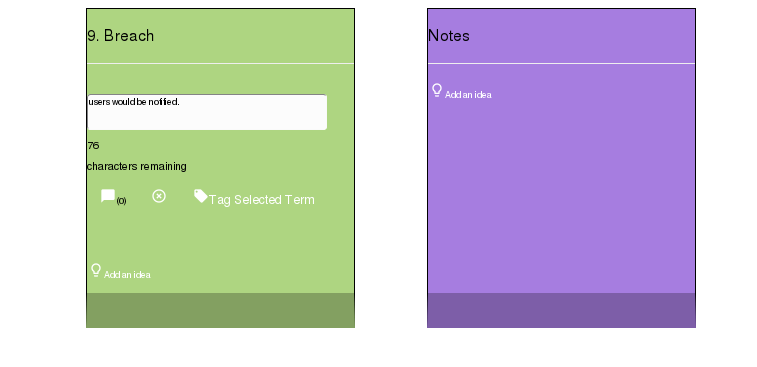 9. Breach
users would be notified.
76
characters remaining
(0)
Tag Selected Term
Add an idea
Notes
Add an idea